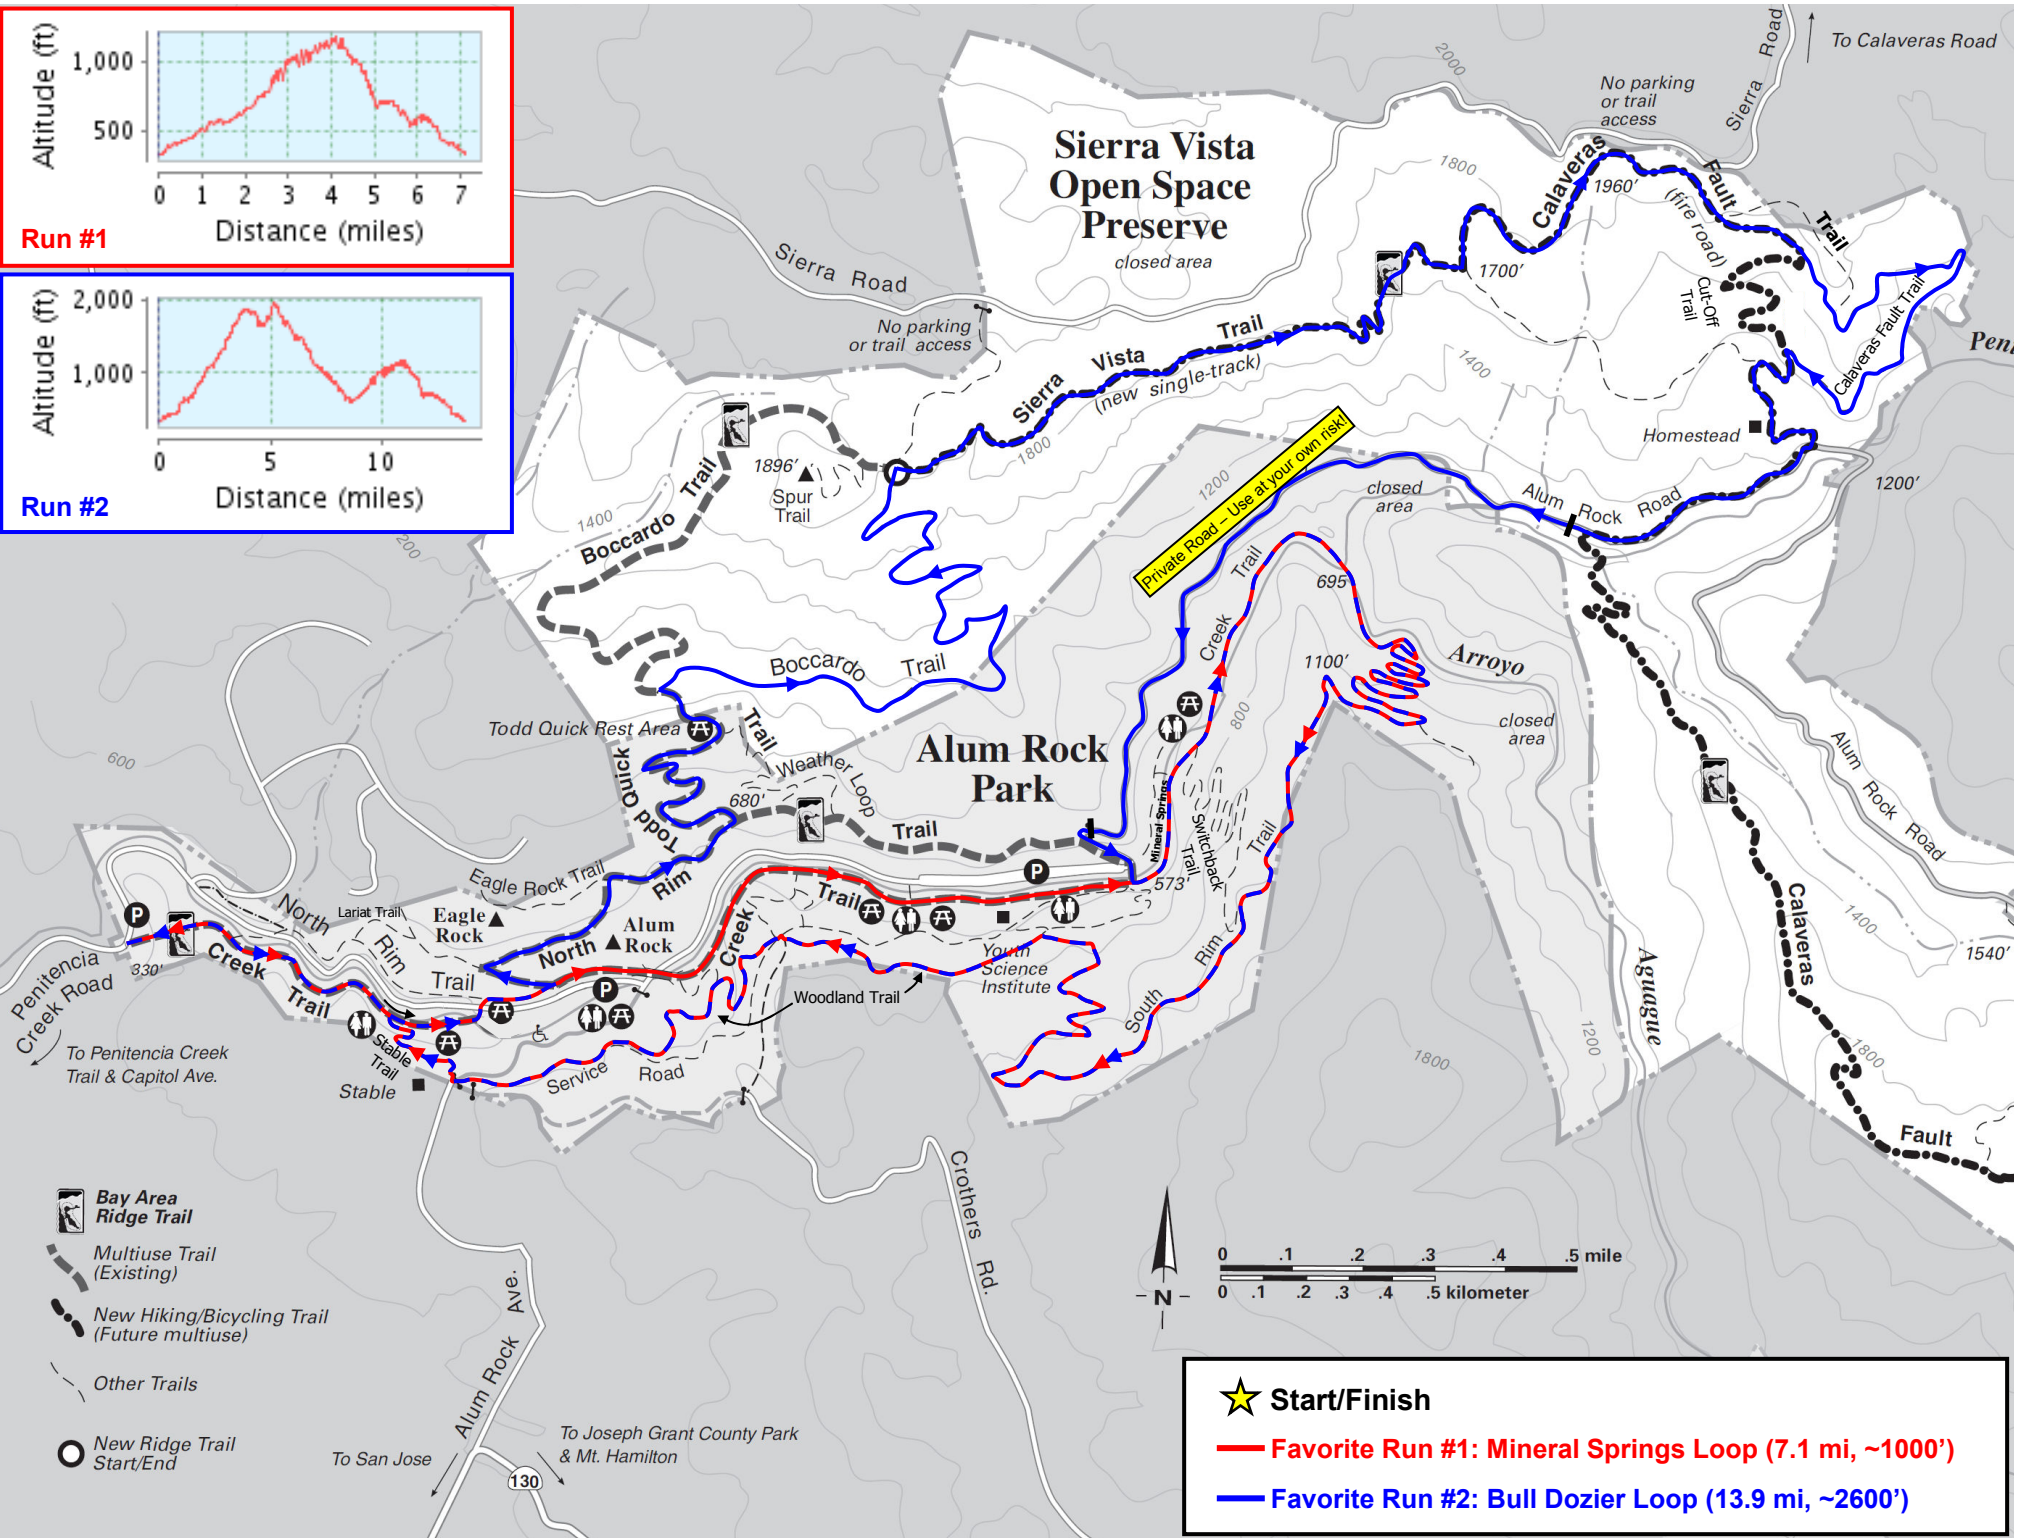 Altitude (ft)
1,000
500
0 1 2 3 4 5 6 7
Distance (miles)
Run #1
Altitude (ft)
2,000
1,000
0 5 10
Distance (miles)
Run #2
2000
Sierra Road
To Calaveras Road
No parking
or trail
access
Sierra Vista
Open Space
Preserve
closed area
1800
Calaveras
1960'
Fault
(fire road)
Trail
Sierra Road
No parking
or trail access
1700'
Cut-Off
Trail
Calaveras Fault Trail
Sierra Vista Trail
(new single-track)
1400
1800
Homestead
1200'
Private Road – Use at your own risk!
1200
closed
area
Alum Rock Road
1896'
Spur
Trail
Boccardo Trail
1400
200
Boccardo Trail
Creek Trail
695'
1100'
Arroyo
closed
area
800
Todd Quick Rest Area
Todd Quick
Trail
Weather Loop
680'
Alum Rock
Park
Trail
Mineral Springs
Switchback
Trail
Trail
573'
600
Eagle Rock Trail
Rim
P
P
P
North
Rim
Trail
Lariat Trail
Eagle
Rock
Alum
Rock
North
Creek
Trail
Youth
Science
Institute
Woodland Trail
South
Rim
Penitencia
Creek Road
330'
Creek
Trail
To Penitencia Creek
Trail & Capitol Ave.
Stable
Trail
Stable
Service Road
Crothers Rd.
Aguague
1200
1800
Alum Rock Road
Calaveras
1400
1540'
1800
Fault
Bay Area
Ridge Trail
Multiuse Trail
(Existing)
New Hiking/Bicycling Trail
(Future multiuse)
Other Trails
New Ridge Trail
Start/End
Alum Rock Ave.
To San Jose
130
To Joseph Grant County Park
& Mt. Hamilton
N
0 .1 .2 .3 .4 .5 mile
0 .1 .2 .3 .4 .5 kilometer
Start/Finish
Favorite Run #1: Mineral Springs Loop (7.1 mi, ~1000’)
Favorite Run #2: Bull Dozier Loop (13.9 mi, ~2600’)